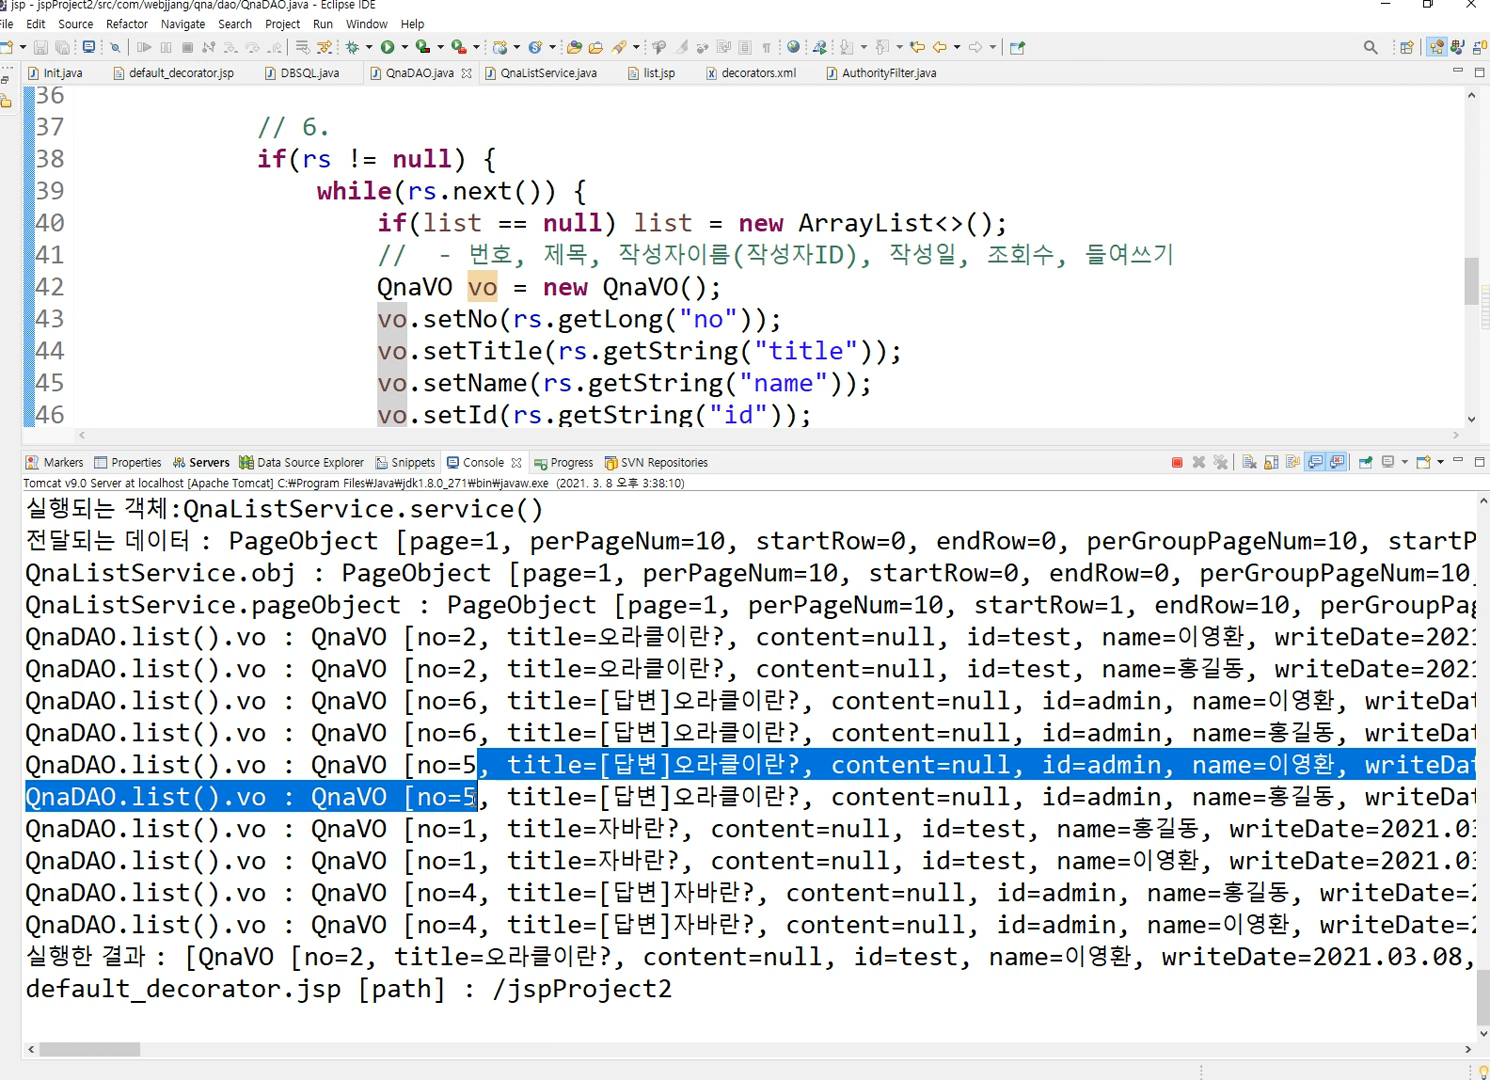 jsp - jspProject2/src/com/webjjang/qna/dao/QnaDAO.java - Eclipse IDE
File Edit Source Refactor Navigate Search Project Run Window Help
Init.java default_decorator.jsp DBSQL.java QnaDAO.java QnaListService.java list.jsp decorators.xml AuthorityFilter.java
36
37 // 6.
38 if(rs != null) {
39 while(rs.next()) {
40 if(list == null) list = new ArrayList<>();
41 // - 번호, 제목, 작성자이름(작성자ID), 작성일, 조회수, 들여쓰기
42 QnaVO vo = new QnaVO();
43 vo.setNo(rs.getLong("no"));
44 vo.setTitle(rs.getString("title"));
45 vo.setName(rs.getString("name"));
46 vo.setId(rs.getString("id"));
Markers Properties Servers Data Source Explorer Snippets Console Progress SVN Repositories
Tomcat v9.0 Server at localhost [Apache Tomcat] C:₩Program Files₩Java₩jdk1.8.0_271₩bin₩javaw.exe (2021. 3. 8 오후 3:38:10)
실행되는 객체:QnaListService.service()
전달되는 데이터 : PageObject [page=1, perPageNum=10, startRow=0, endRow=0, perGroupPageNum=10, startP
QnaListService.obj : PageObject [page=1, perPageNum=10, startRow=0, endRow=0, perGroupPageNum=10,
QnaListService.pageObject : PageObject [page=1, perPageNum=10, startRow=1, endRow=10, perGroupPag
QnaDAO.list().vo : QnaVO [no=2, title=오라클이란?, content=null, id=test, name=이영환, writeDate=2021
QnaDAO.list().vo : QnaVO [no=2, title=오라클이란?, content=null, id=test, name=홍길동, writeDate=2021
QnaDAO.list().vo : QnaVO [no=6, title=[답변]오라클이란?, content=null, id=admin, name=이영환, writeDat
QnaDAO.list().vo : QnaVO [no=6, title=[답변]오라클이란?, content=null, id=admin, name=홍길동, writeDat
QnaDAO.list().vo : QnaVO [no=5, title=[답변]오라클이란?, content=null, id=admin, name=이영환, writeDat
QnaDAO.list().vo : QnaVO [no=5, title=[답변]오라클이란?, content=null, id=admin, name=홍길동, writeDat
QnaDAO.list().vo : QnaVO [no=1, title=자바란?, content=null, id=test, name=홍길동, writeDate=2021.03
QnaDAO.list().vo : QnaVO [no=1, title=자바란?, content=null, id=test, name=이영환, writeDate=2021.03
QnaDAO.list().vo : QnaVO [no=4, title=[답변]자바란?, content=null, id=admin, name=홍길동, writeDate=2
QnaDAO.list().vo : QnaVO [no=4, title=[답변]자바란?, content=null, id=admin, name=이영환, writeDate=2
실행한 결과 : [QnaVO [no=2, title=오라클이란?, content=null, id=test, name=이영환, writeDate=2021.03.08,
default_decorator.jsp [path] : /jspProject2